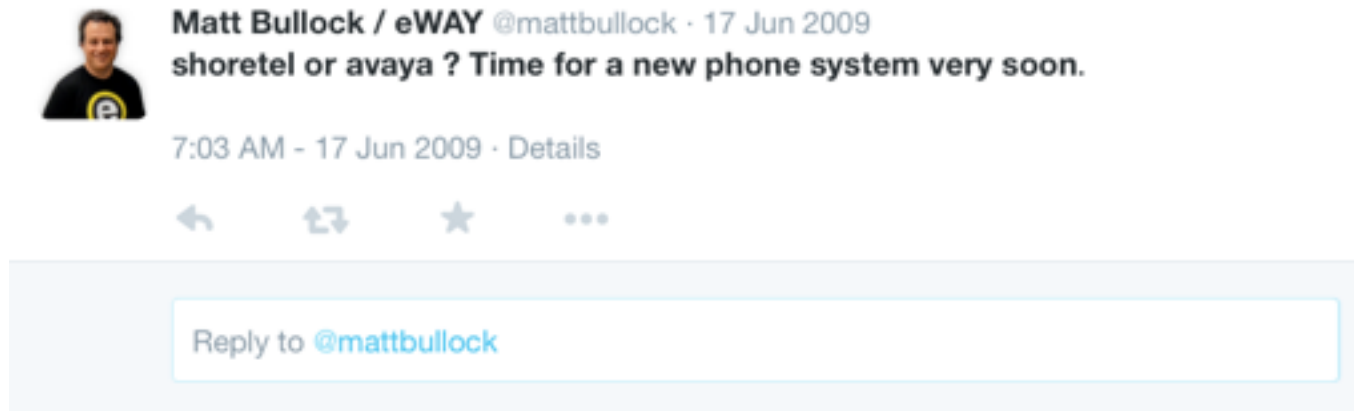 Matt Bullock / eWAY @mattbullock · 17 Jun 2009
shoretel or avaya ? Time for a new phone system very soon.
7:03 AM - 17 Jun 2009 · Details
Reply to @mattbullock
e